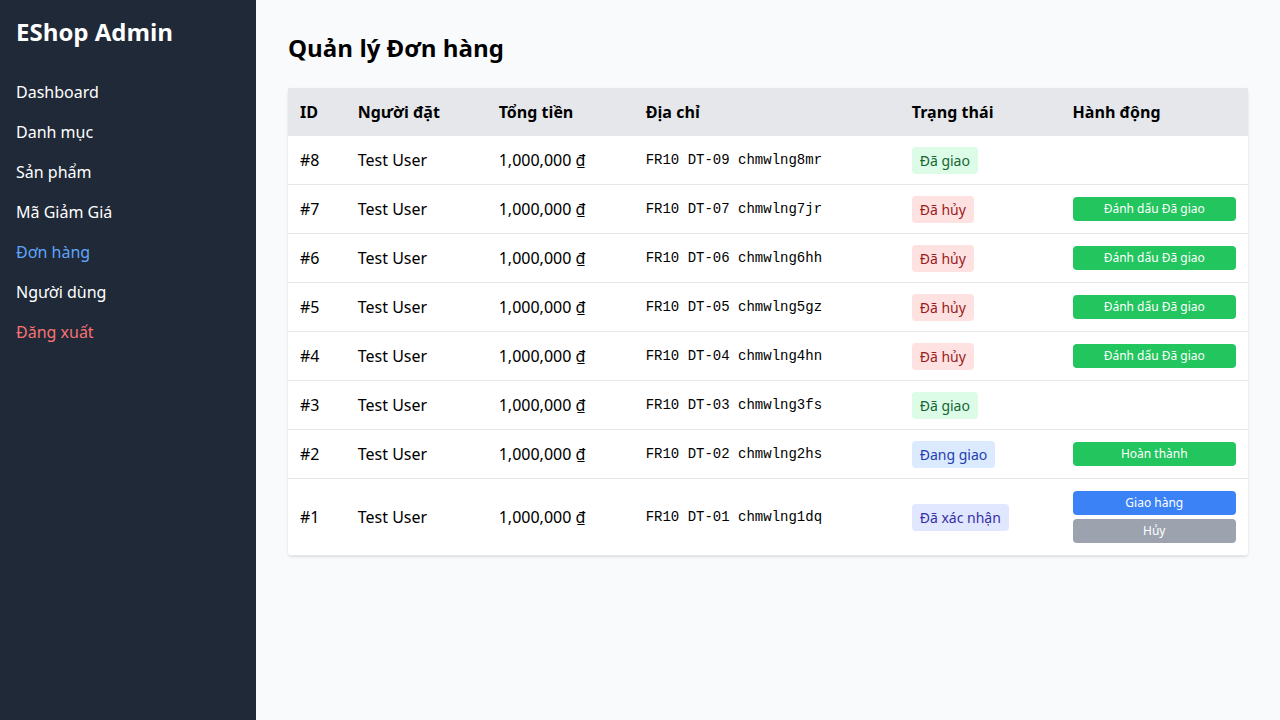 EShop Admin
Dashboard
Danh mục
Sản phẩm
Mã Giảm Giá
Đơn hàng
Người dùng
Đăng xuất
Quản lý Đơn hàng
ID Người đặt Tổng tiền Địa chỉ Trạng thái Hành động
#8 Test User 1,000,000 ₫ FR10 DT-09 chmwlng8mr Đã giao
#7 Test User 1,000,000 ₫ FR10 DT-07 chmwlng7jr Đã hủy Đánh dấu Đã giao
#6 Test User 1,000,000 ₫ FR10 DT-06 chmwlng6hh Đã hủy Đánh dấu Đã giao
#5 Test User 1,000,000 ₫ FR10 DT-05 chmwlng5gz Đã hủy Đánh dấu Đã giao
#4 Test User 1,000,000 ₫ FR10 DT-04 chmwlng4hn Đã hủy Đánh dấu Đã giao
#3 Test User 1,000,000 ₫ FR10 DT-03 chmwlng3fs Đã giao
#2 Test User 1,000,000 ₫ FR10 DT-02 chmwlng2hs Đang giao Hoàn thành
#1 Test User 1,000,000 ₫ FR10 DT-01 chmwlng1dq Đã xác nhận Giao hàng
Hủy